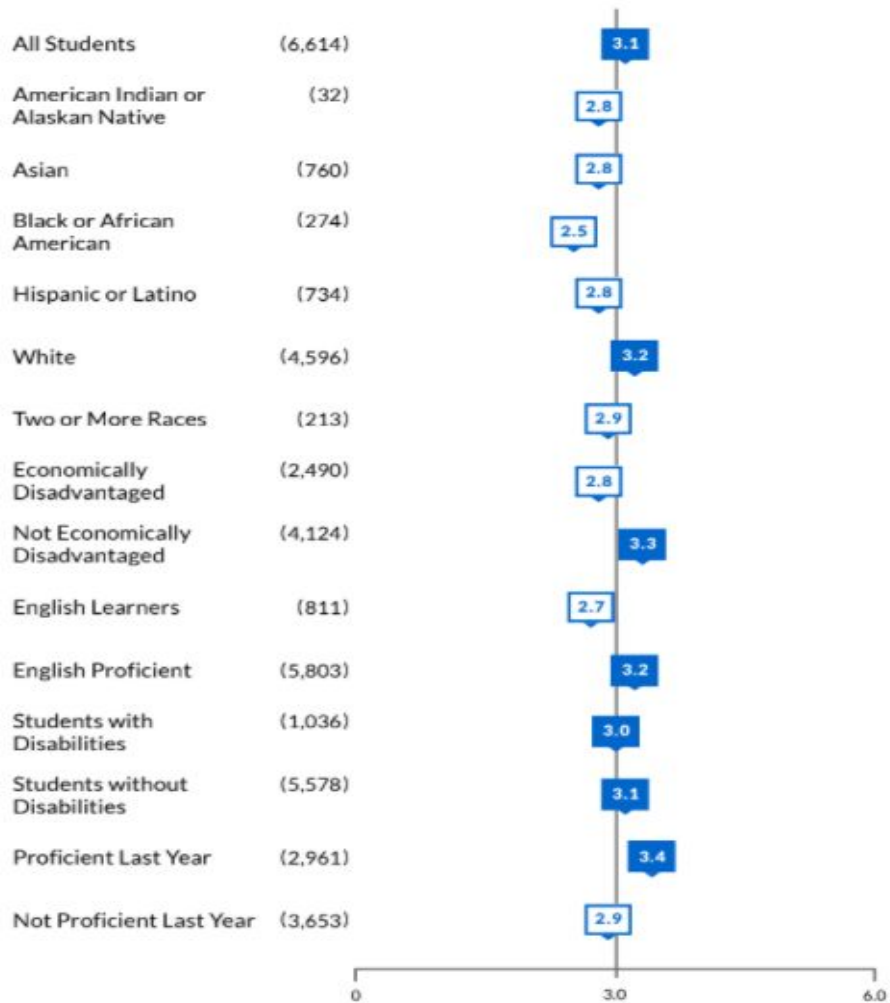 All Students (6,614) 3.1
American Indian or (32) 2.8
Alaskan Native
Asian (760) 2.8
Black or African (274) 2.5
American
Hispanic or Latino (734) 2.8
White (4,596) 3.2
Two or More Races (213) 2.9
Economically (2,490) 2.8
Disadvantaged
Not Economically (4,124) 3.3
Disadvantaged
English Learners (811) 2.7
English Proficient (5,803) 3.2
Students with (1,036) 3.0
Disabilities
Students without (5,578) 3.1
Disabilities
Proficient Last Year (2,961) 3.4
Not Proficient Last Year (3,653) 2.9
0 3.0 6.0